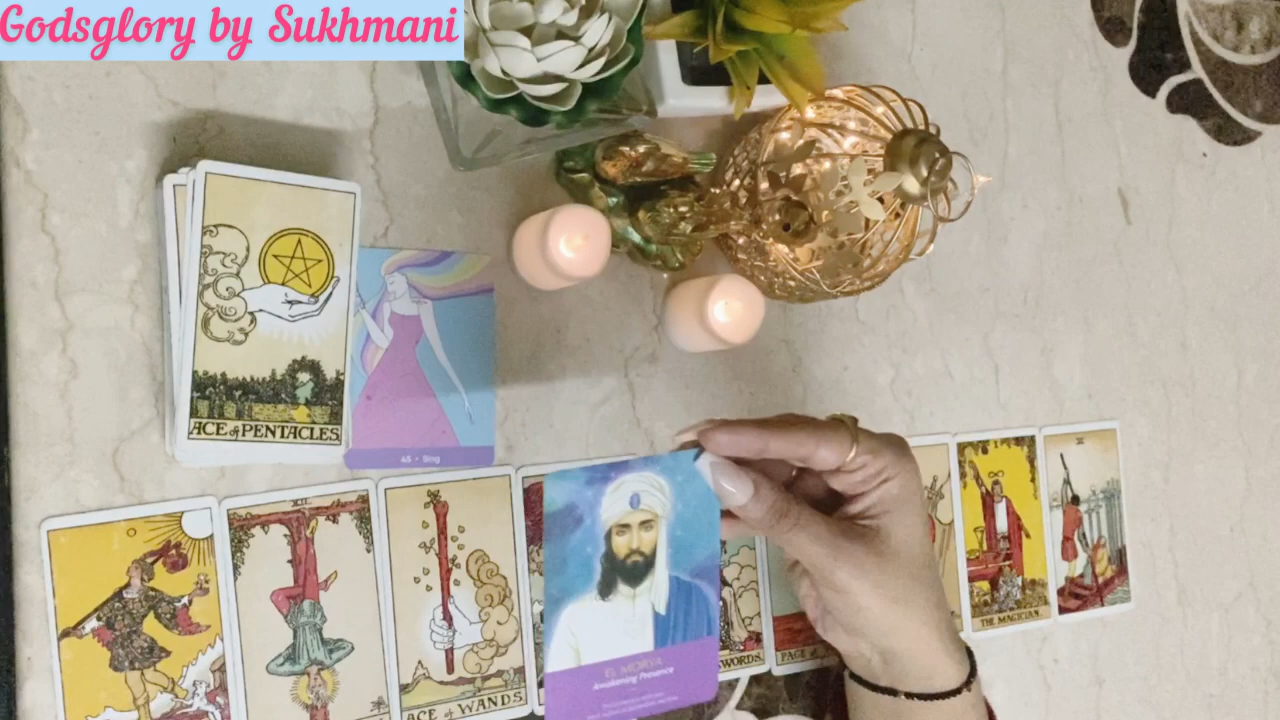 Godsglory by Sukhmani
ACE of PENTACLES.
45 • Sing
XII
ACE of WANDS.
EL MORYA
Awakening Presence
SWORDS.
PAGE of
I
THE MAGICIAN.